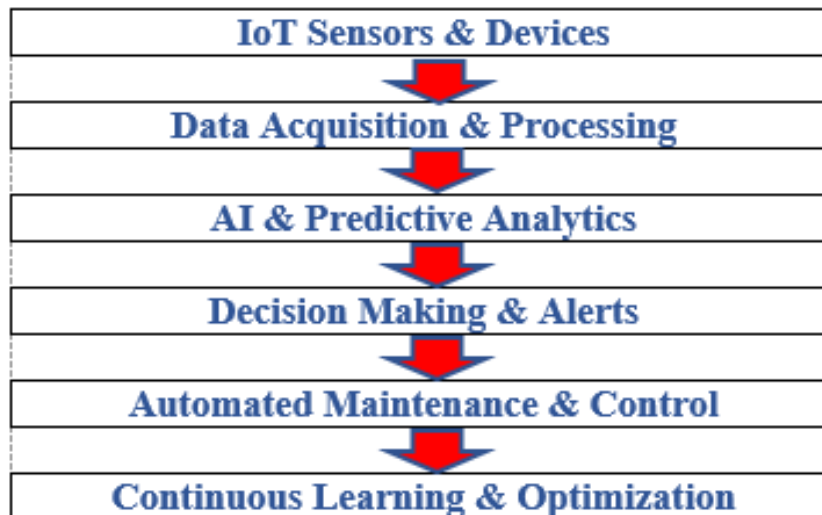 IoT Sensors & Devices
Data Acquisition & Processing
AI & Predictive Analytics
Decision Making & Alerts
Automated Maintenance & Control
Continuous Learning & Optimization